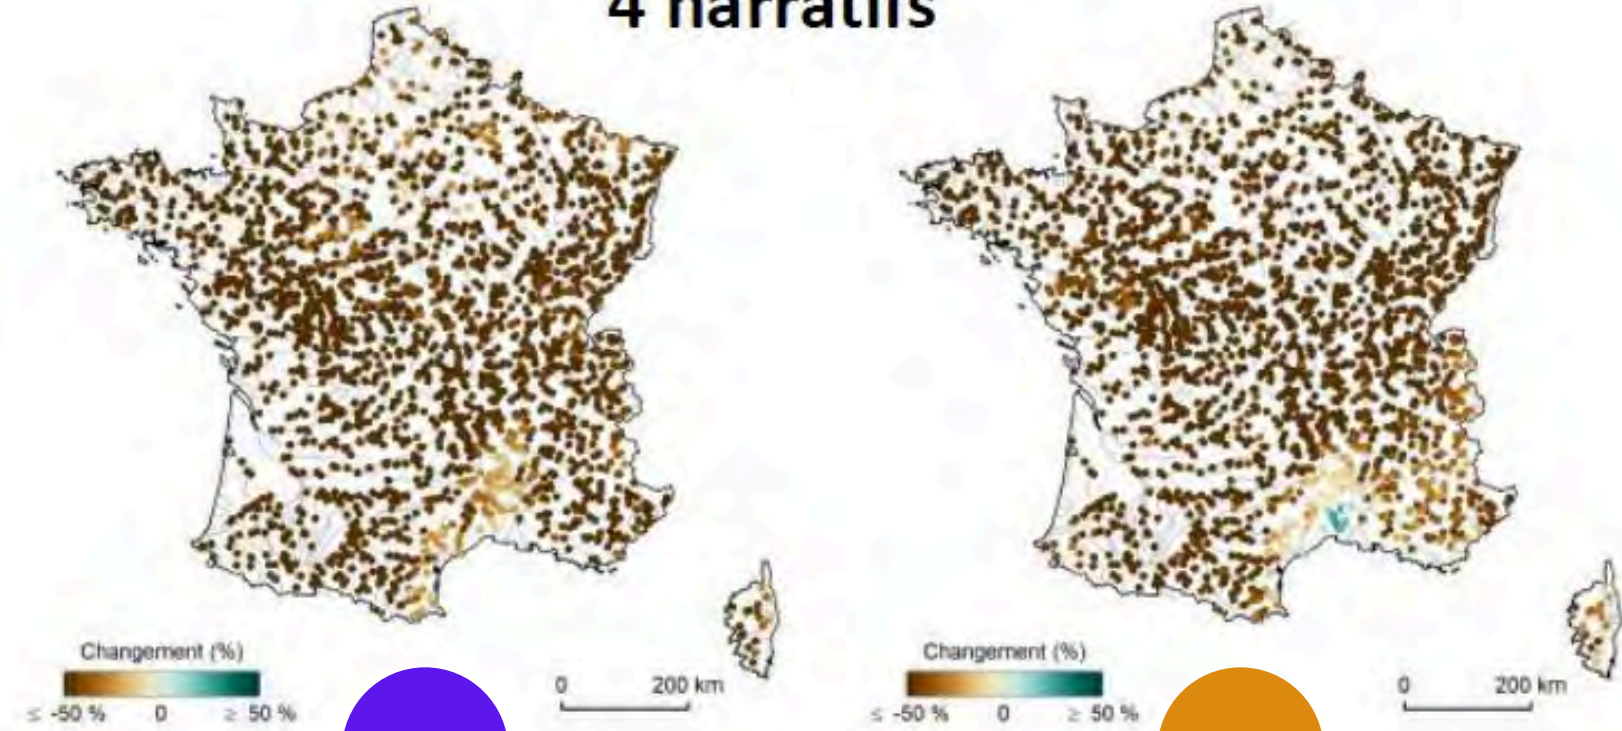 4 narratifs
Changement (%)
≤ -50 % 0 ≥ 50 %
0 200 km
Changement (%)
≤ -50 % 0 ≥ 50 %
0 200 km